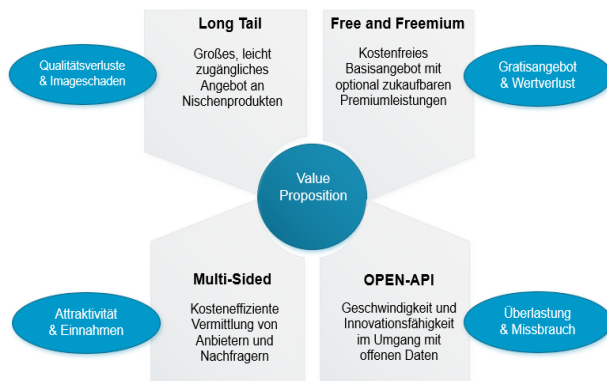 Long Tail
Großes, leicht
zugängliches
Angebot an
Nischenprodukten
Free and Freemium
Kostenfreies
Basisangebot mit
optional zukaufbaren
Premiumleistungen
Qualitätsverluste
& Imageschaden
Gratisangebot
& Wertverlust
Value
Proposition
Multi-Sided
Kosteneffiziente
Vermittlung von
Anbietern und
Nachfragern
OPEN-API
Geschwindigkeit und
Innovationsfähigkeit
im Umgang mit
offenen Daten
Attraktivität
& Einnahmen
Überlastung
& Missbrauch